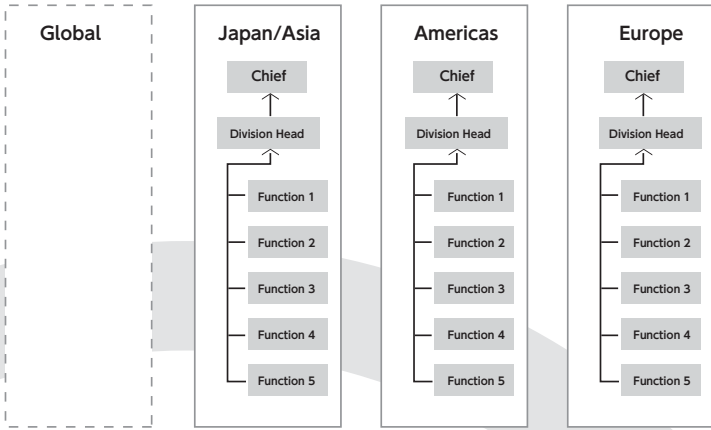 Global
Japan/Asia
Chief
Division Head
Function 1
Function 2
Function 3
Function 4
Function 5
Americas
Chief
Division Head
Function 1
Function 2
Function 3
Function 4
Function 5
Europe
Chief
Division Head
Function 1
Function 2
Function 3
Function 4
Function 5